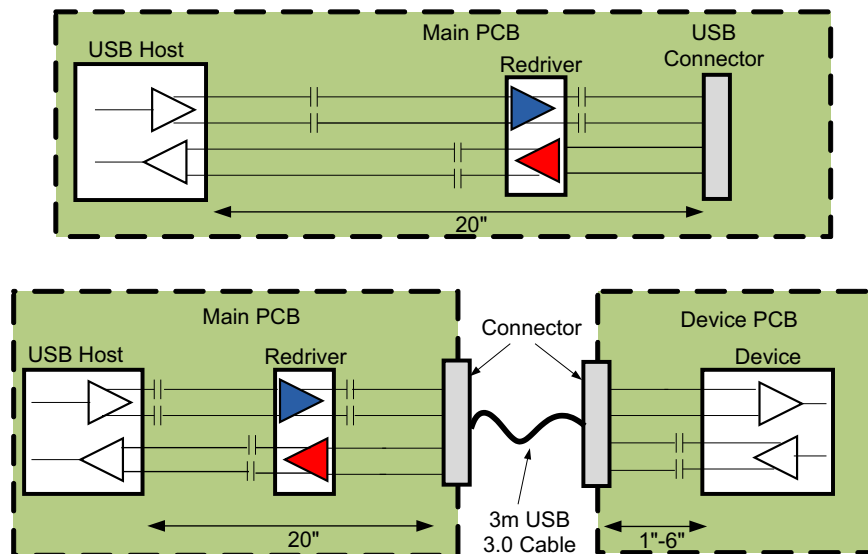 Main PCB
USB
Connector
USB Host
Redriver
20"
Main PCB
Connector
Device PCB
USB Host
Redriver
Device
20"
3m USB
3.0 Cable
1"-6"